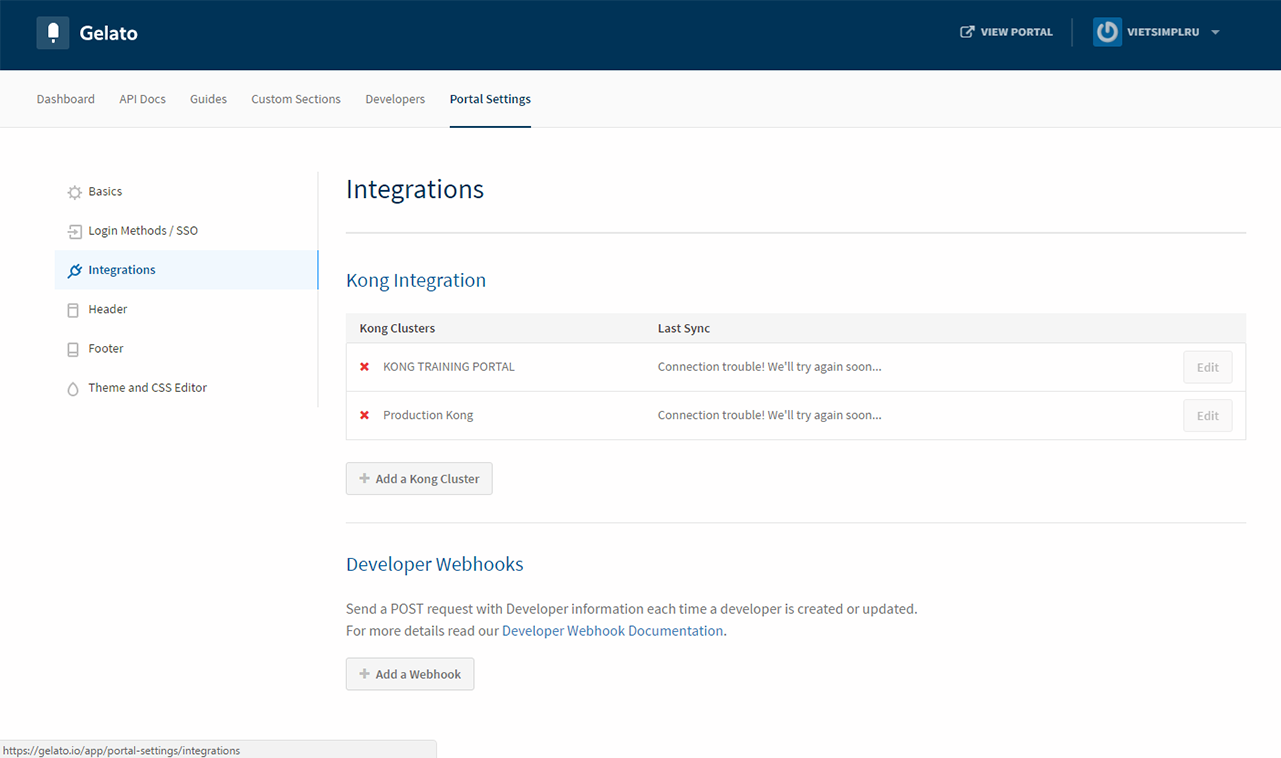 Gelato
VIEW PORTAL
VIETSIMPLRU
Dashboard API Docs Guides Custom Sections Developers Portal Settings
Basics
Login Methods / SSO
Integrations
Header
Footer
Theme and CSS Editor
Integrations
Kong Integration
Kong Clusters Last Sync
KONG TRAINING PORTAL Connection trouble! We'll try again soon... Edit
Production Kong Connection trouble! We'll try again soon... Edit
Add a Kong Cluster
Developer Webhooks
Send a POST request with Developer information each time a developer is created or updated.
For more details read our Developer Webhook Documentation.
Add a Webhook
https://gelato.io/app/portal-settings/integrations